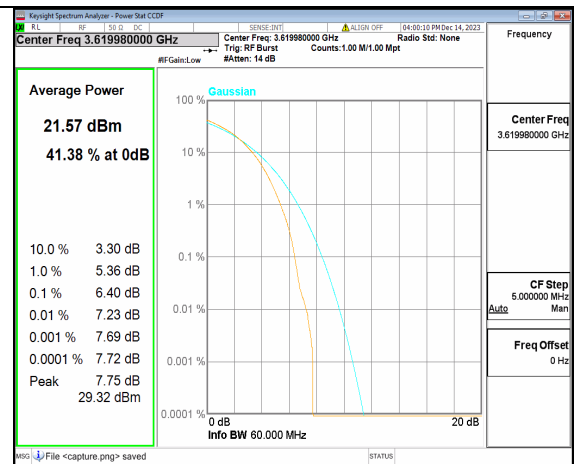 Keysight Spectrum Analyzer - Power Stat CCDF
RL RF 50 Ω DC SENSE:INT ALIGN OFF 04:00:10 PM Dec 14, 2023
Center Freq 3.619980000 GHz
Center Freq: 3.619980000 GHz Radio Std: None
Trig: RF Burst Counts:1.00 M/1.00 Mpt
#IFGain:Low #Atten: 14 dB
Frequency
Average Power
21.57 dBm
41.38 % at 0dB
10.0 % 3.30 dB
1.0 % 5.36 dB
0.1 % 6.40 dB
0.01 % 7.23 dB
0.001 % 7.69 dB
0.0001 % 7.72 dB
Peak 7.75 dB
29.32 dBm
Gaussian
100 %
10 %
1 %
0.1 %
0.01 %
0.001 %
0.0001 %
0 dB 20 dB
Info BW 60.000 MHz
Center Freq
3.619980000 GHz
CF Step
5.000000 MHz
Auto Man
Freq Offset
0 Hz
MSG File <capture.png> saved STATUS